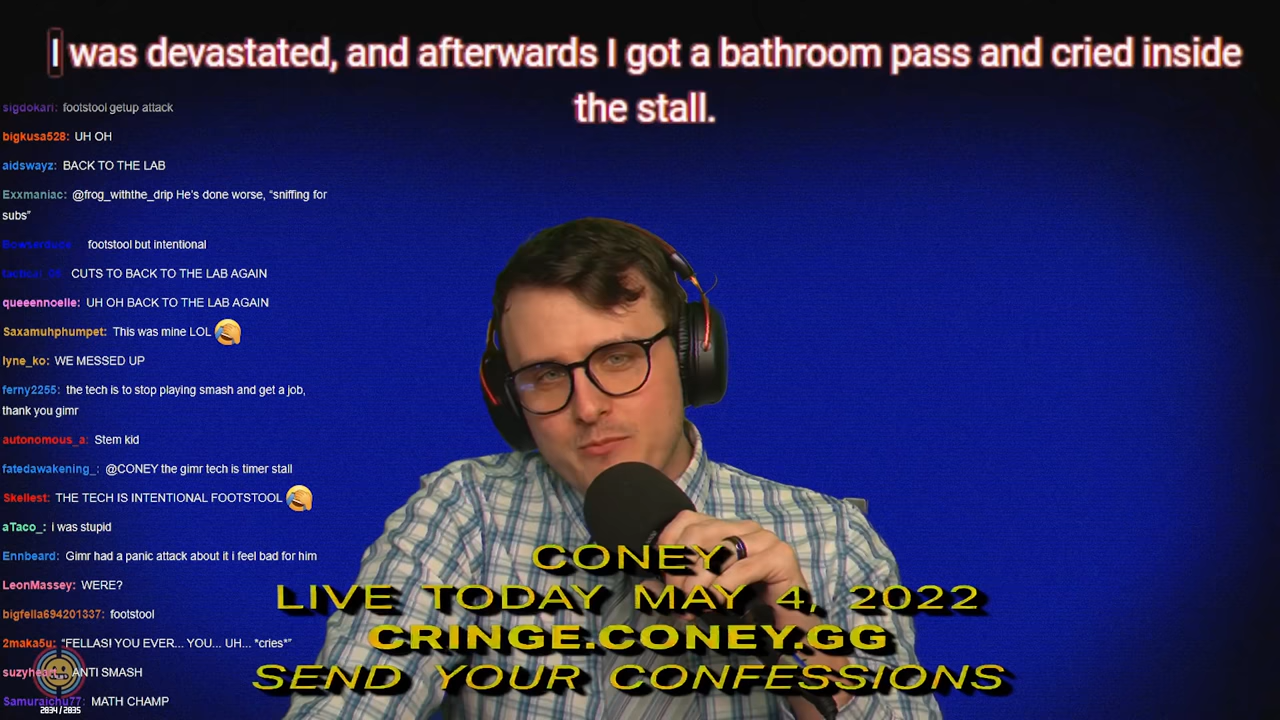 I was devastated, and afterwards I got a bathroom pass and cried inside
the stall.
sigdokari: footstool getup attack
bigkusa528: UH OH
aidswayz: BACK TO THE LAB
Exxmaniac: @frog_withthe_drip He's done worse, “sniffing for
subs”
footstool but intentional
CUTS TO BACK TO THE LAB AGAIN
queeennoelle: UH OH BACK TO THE LAB AGAIN
Saxamuhphumpet: This was mine LOL
lyne_ko: WE MESSED UP
ferny2255: the tech is to stop playing smash and get a job,
thank you gimr
autonomous_a: Stem kid
fatedawakening_: @CONEY the gimr tech is timer stall
Skellest: THE TECH IS INTENTIONAL FOOTSTOOL
aTaco_: i was stupid
Ennbeard: Gimr had a panic attack about it i feel bad for him
LeonMassey: WERE?
bigfella694201337: footstool
2maka5u: “FELLAS! YOU EVER... YOU... UH... *cries*”
ANTI SMASH
Samuraichu77: MATH CHAMP
2034 / 2035
CONEY
LIVE TODAY MAY 4, 2022
CRINGE.CONEY.GG
SEND YOUR CONFESSIONS